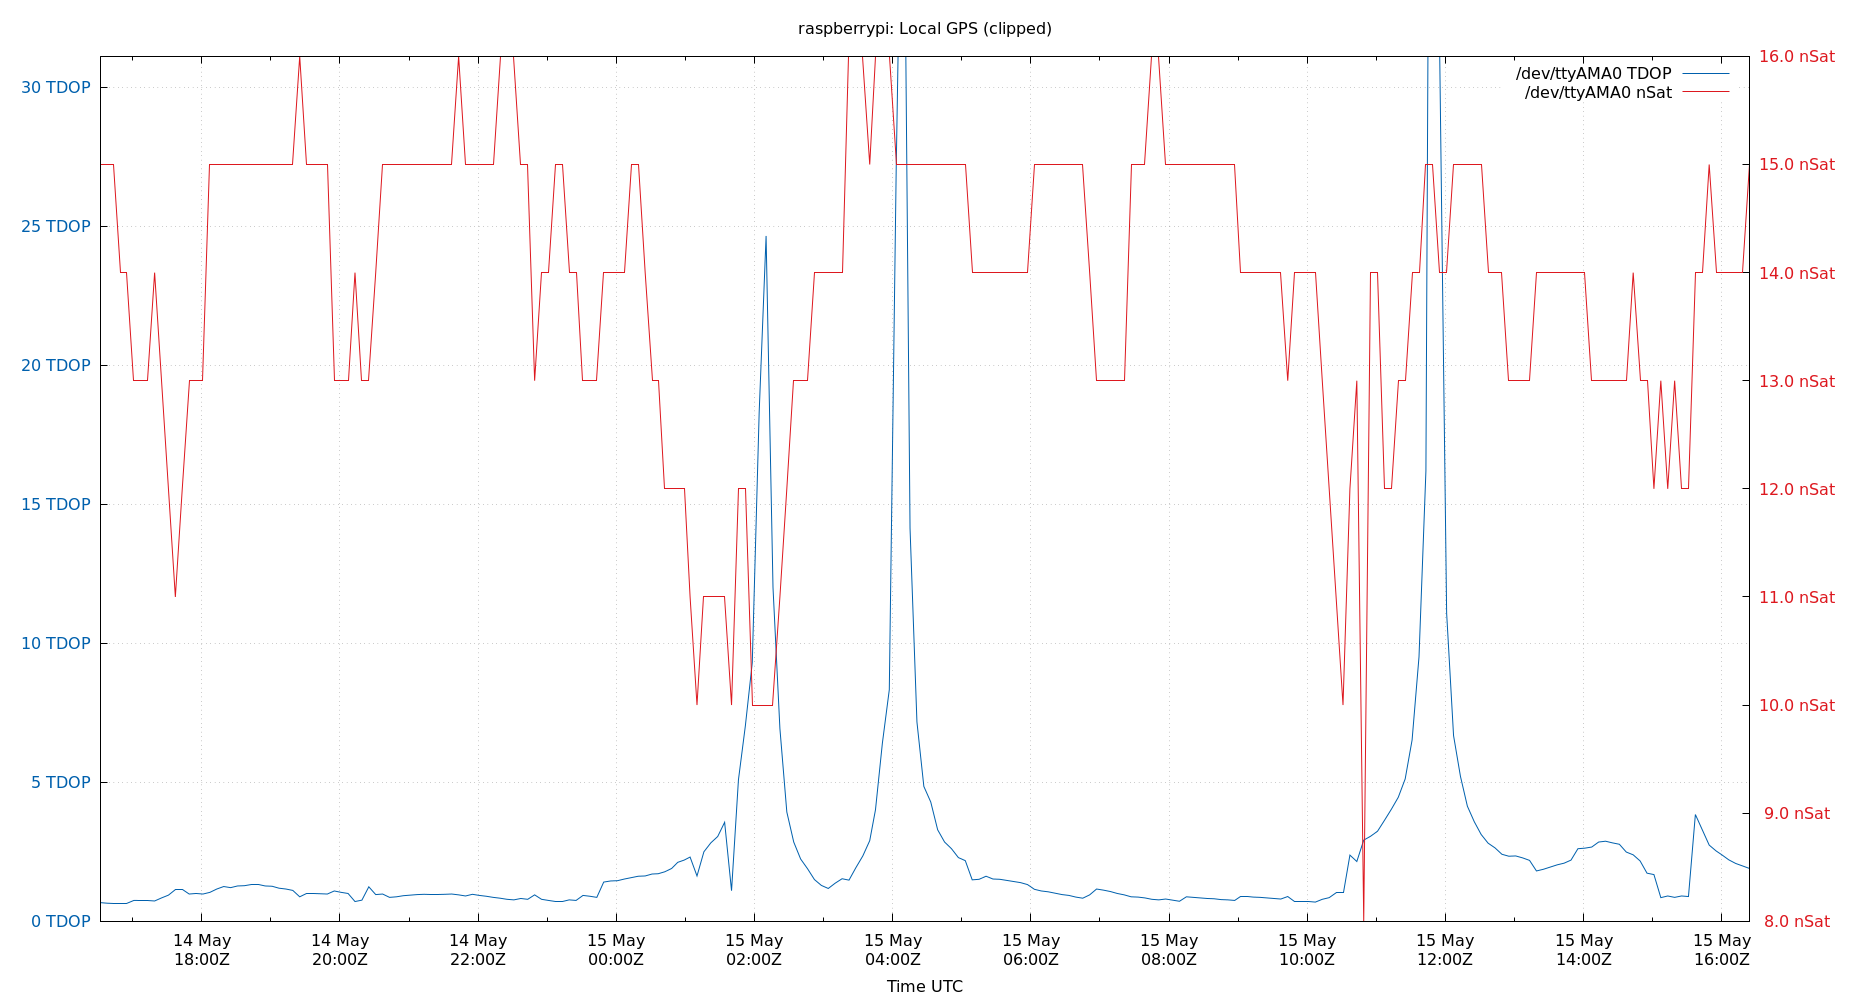 raspberrypi: Local GPS (clipped)
/dev/ttyAMA0 TDOP
/dev/ttyAMA0 nSat
30 TDOP
25 TDOP
20 TDOP
15 TDOP
10 TDOP
5 TDOP
0 TDOP
16.0 nSat
15.0 nSat
14.0 nSat
13.0 nSat
12.0 nSat
11.0 nSat
10.0 nSat
9.0 nSat
8.0 nSat
14 May
18:00Z
14 May
20:00Z
14 May
22:00Z
15 May
00:00Z
15 May
02:00Z
15 May
04:00Z
15 May
06:00Z
15 May
08:00Z
15 May
10:00Z
15 May
12:00Z
15 May
14:00Z
15 May
16:00Z
Time UTC